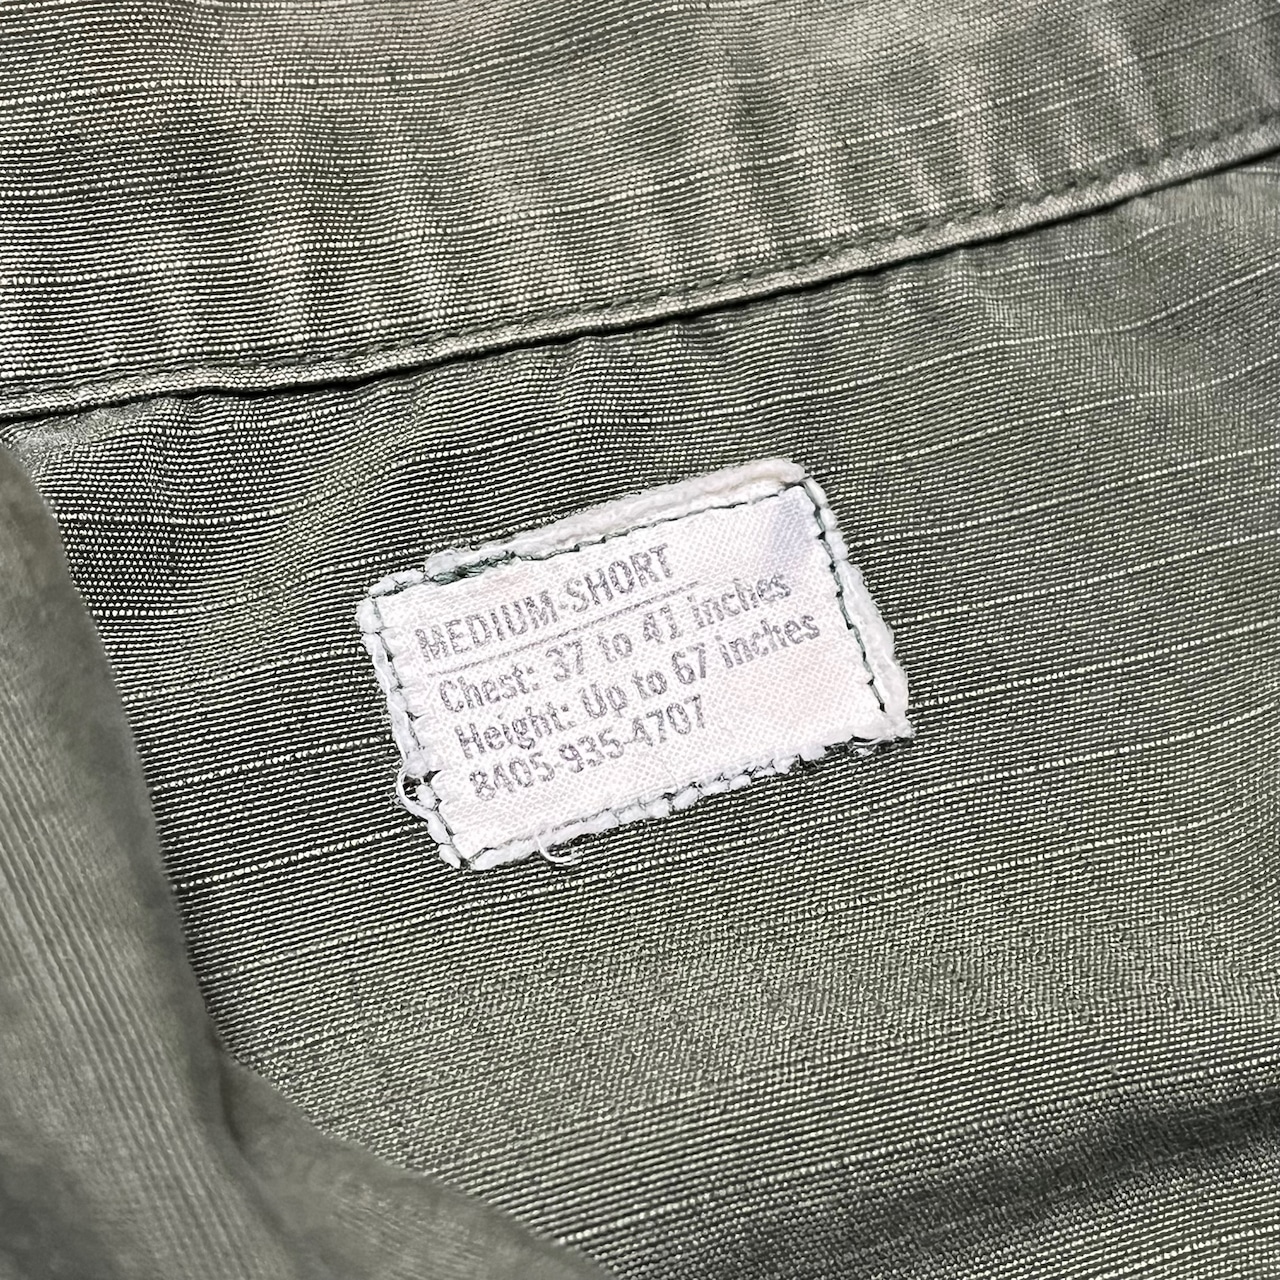 MEDIUM-SHORT
Chest: 37 to 41 inches
Height: Up to 67 inches
8405-935-4707